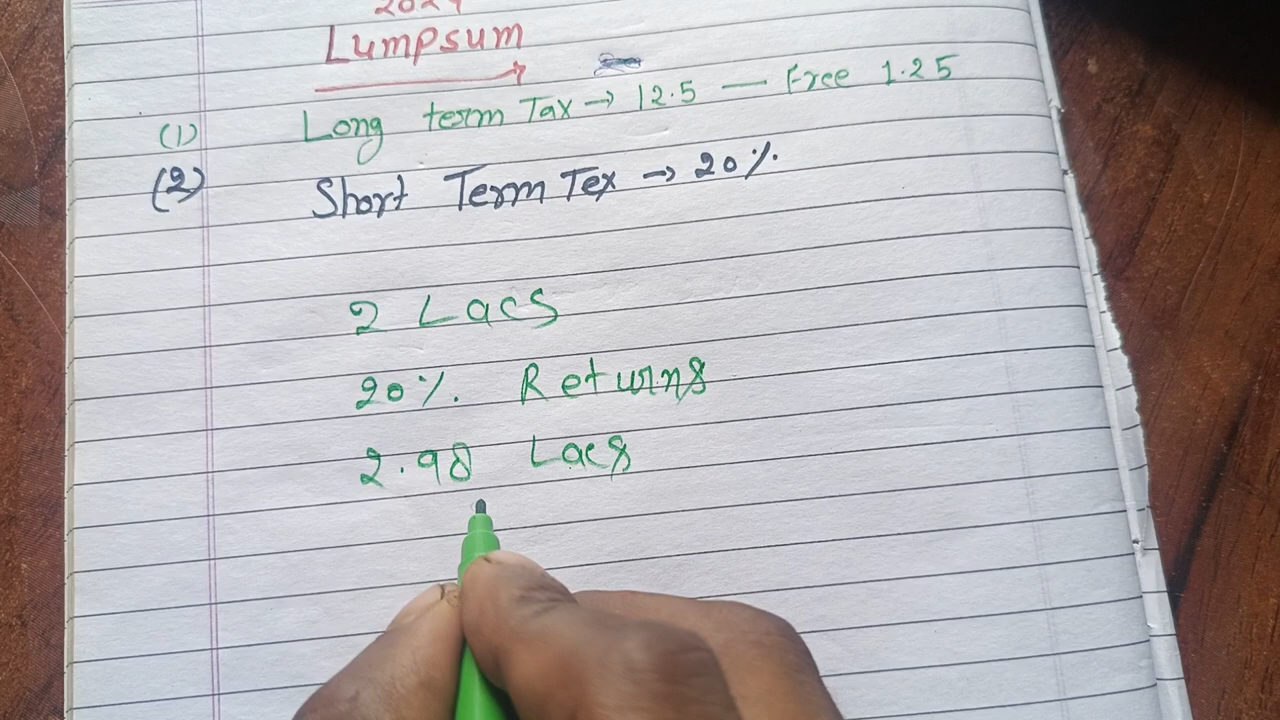 2024
Lumpsum
(1) Long term Tax → 12.5 — Free 1.25
(2) Short Term Tex → 20%
2 Lacs
20% Returns
2.98 Lacs